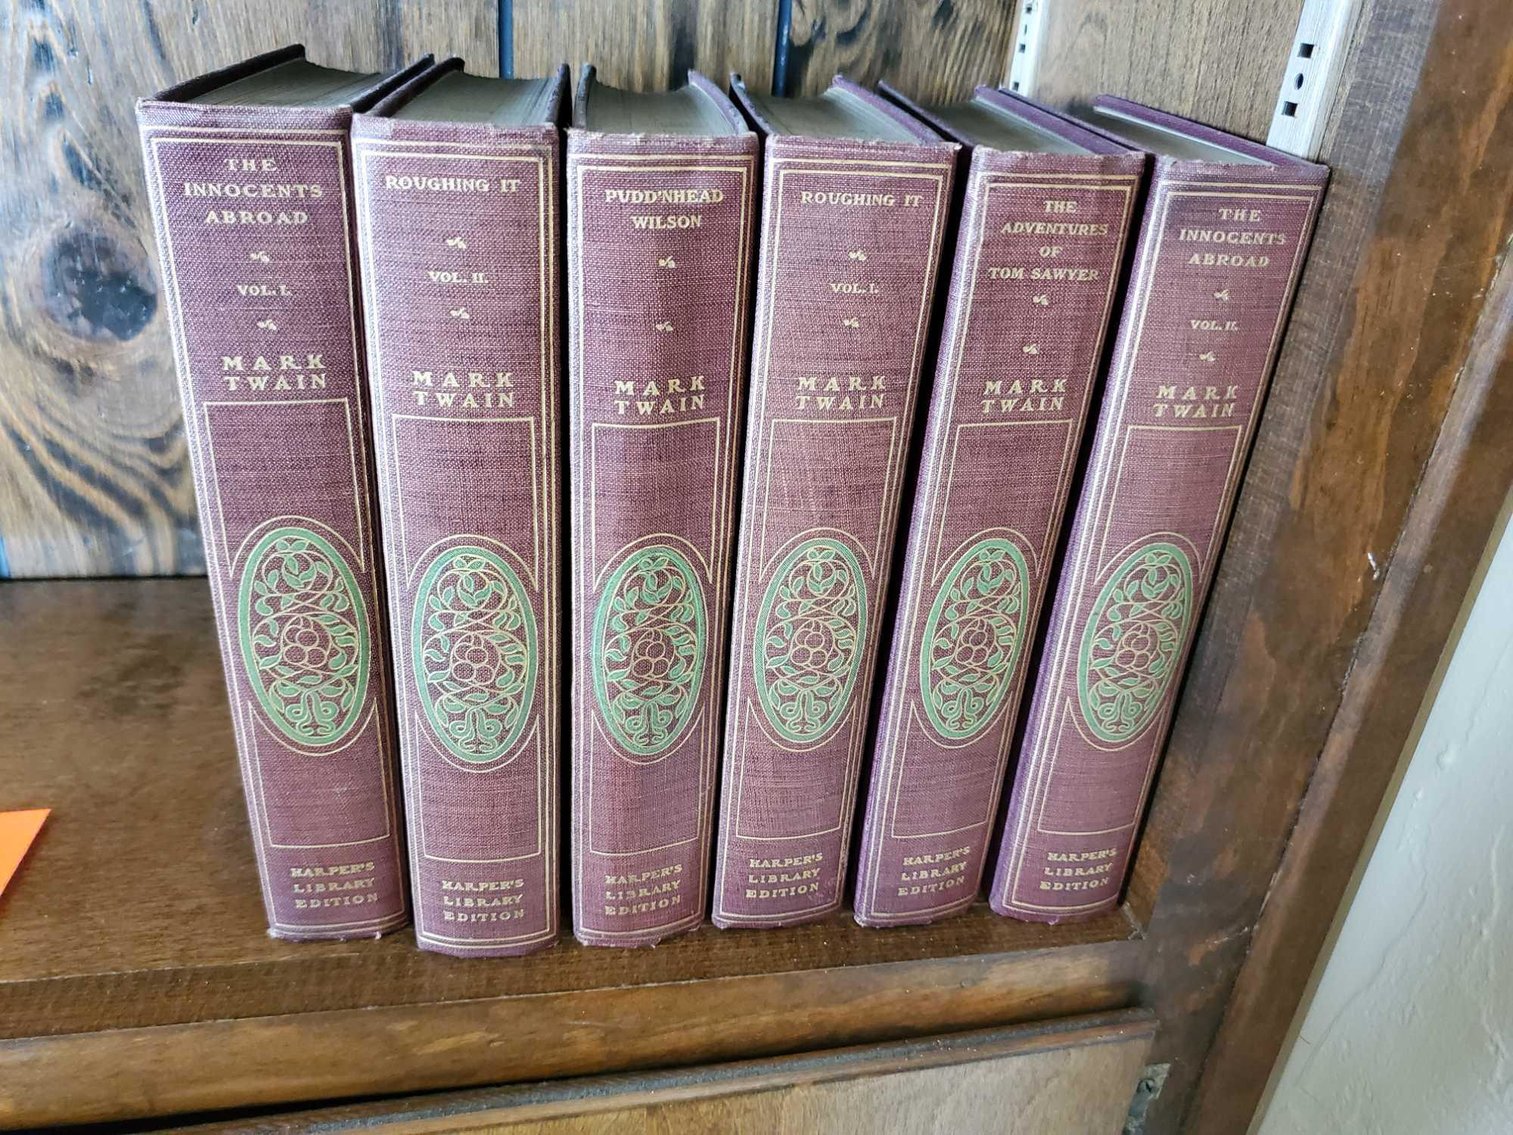 THE
INNOCENTS
ABROAD
VOL. I.
MARK
TWAIN
HARPER'S
LIBRARY
EDITION
ROUGHING IT
VOL. II.
MARK
TWAIN
HARPER'S
LIBRARY
EDITION
PUDD'NHEAD
WILSON
MARK
TWAIN
HARPER'S
LIBRARY
EDITION
ROUGHING IT
VOL. I.
MARK
TWAIN
HARPER'S
LIBRARY
EDITION
THE
ADVENTURES
OF
TOM SAWYER
MARK
TWAIN
HARPER'S
LIBRARY
EDITION
THE
INNOCENTS
ABROAD
VOL. II.
MARK
TWAIN
HARPER'S
LIBRARY
EDITION